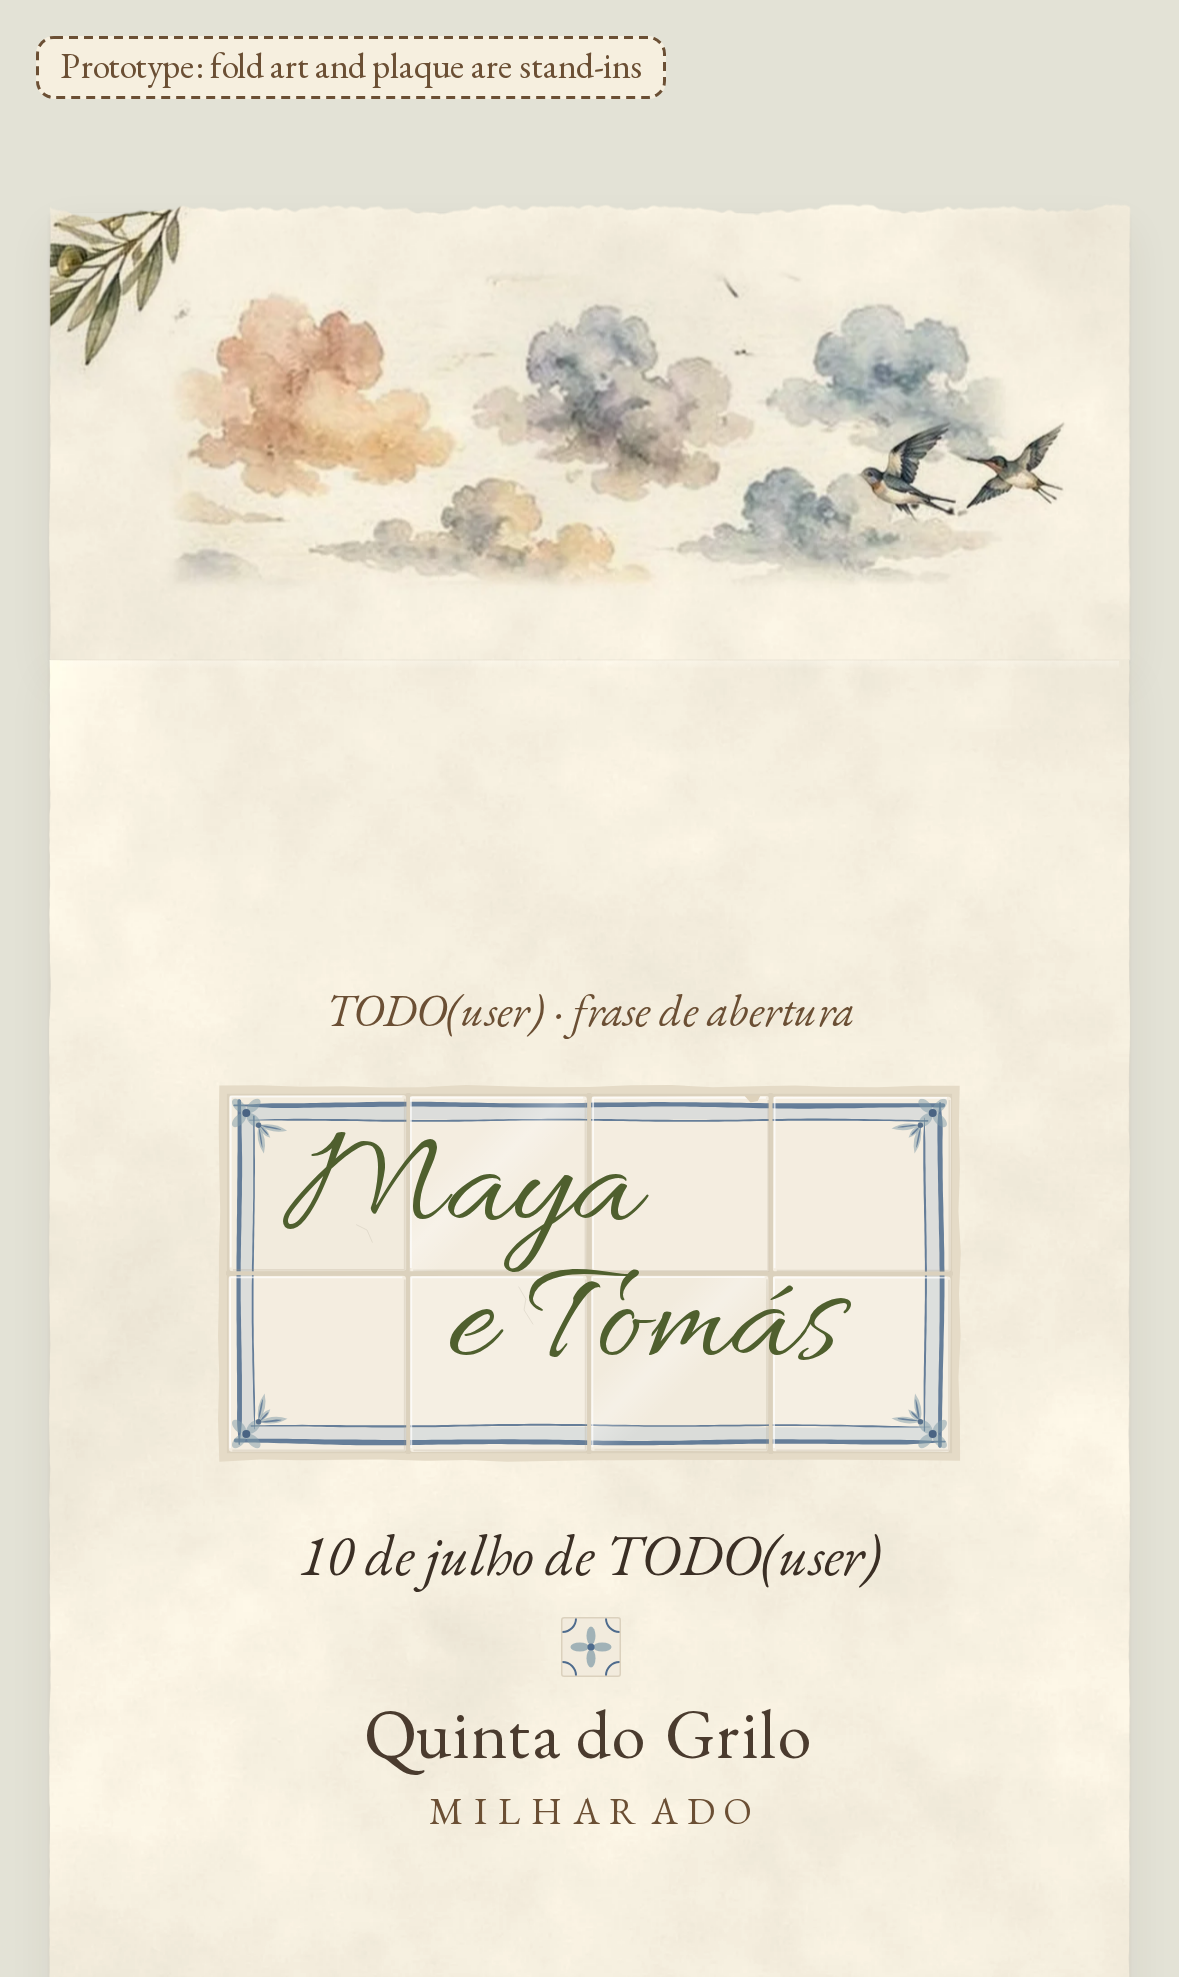 Prototype: fold art and plaque are stand-ins
TODO(user) · frase de abertura
Maya
e Tomás
10 de julho de TODO(user)
Quinta do Grilo
MILHARADO